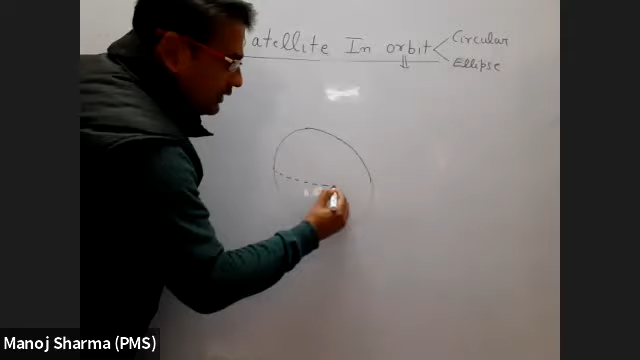 atellite In orbit
Circular
Ellipse
Manoj Sharma (PMS)